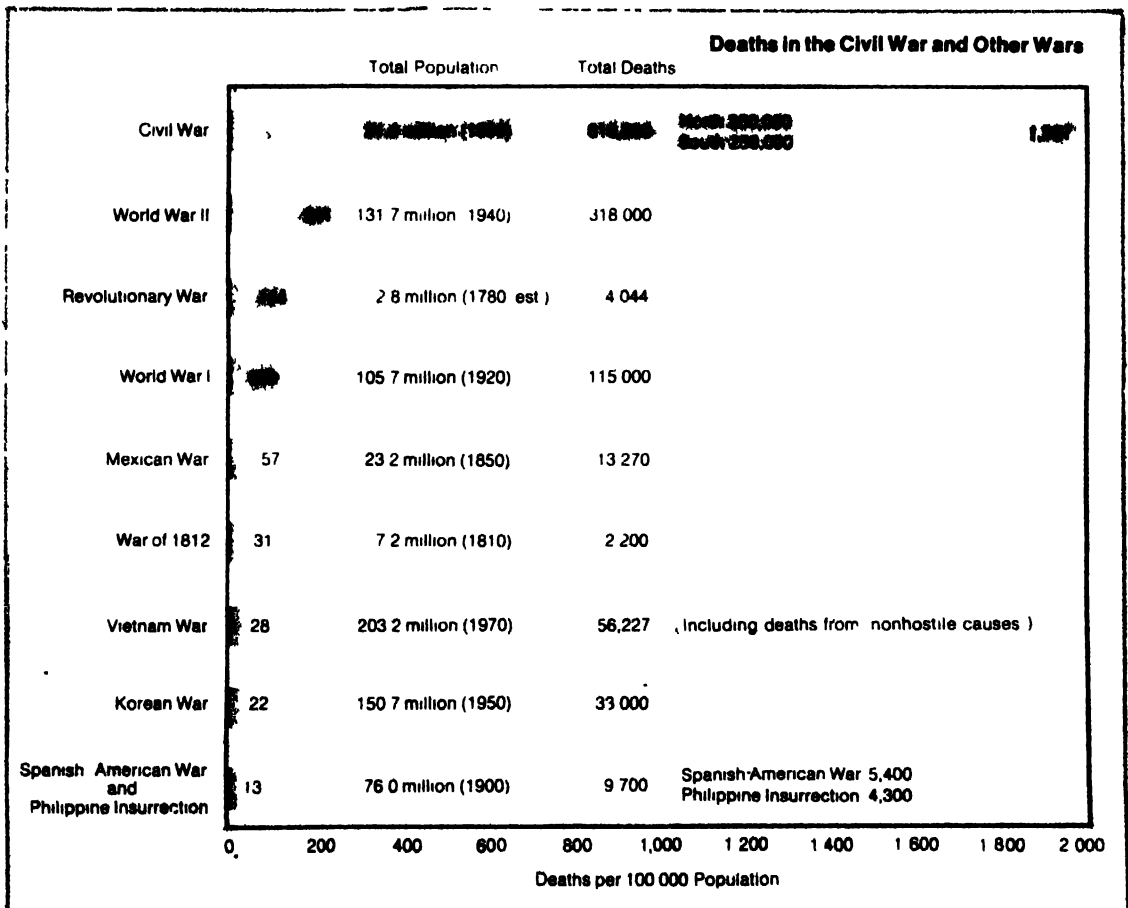 Deaths in the Civil War and Other Wars
Total Population Total Deaths
Civil War
World War II 131 7 million 1940) 318 000
Revolutionary War 2 8 million (1780 est ) 4 044
World War I 105 7 million (1920) 115 000
Mexican War 57 23 2 million (1850) 13 270
War of 1812 31 7 2 million (1810) 2 200
Vietnam War 28 203 2 million (1970) 56,227 Including deaths from nonhostile causes )
Korean War 22 150 7 million (1950) 33 000
Spanish American War
and
Philippine Insurrection
13 76 0 million (1900) 9 700
Spanish-American War 5,400
Philippine Insurrection 4,300
0 200 400 600 800 1,000 1 200 1 400 1 600 1 800 2 000
Deaths per 100 000 Population